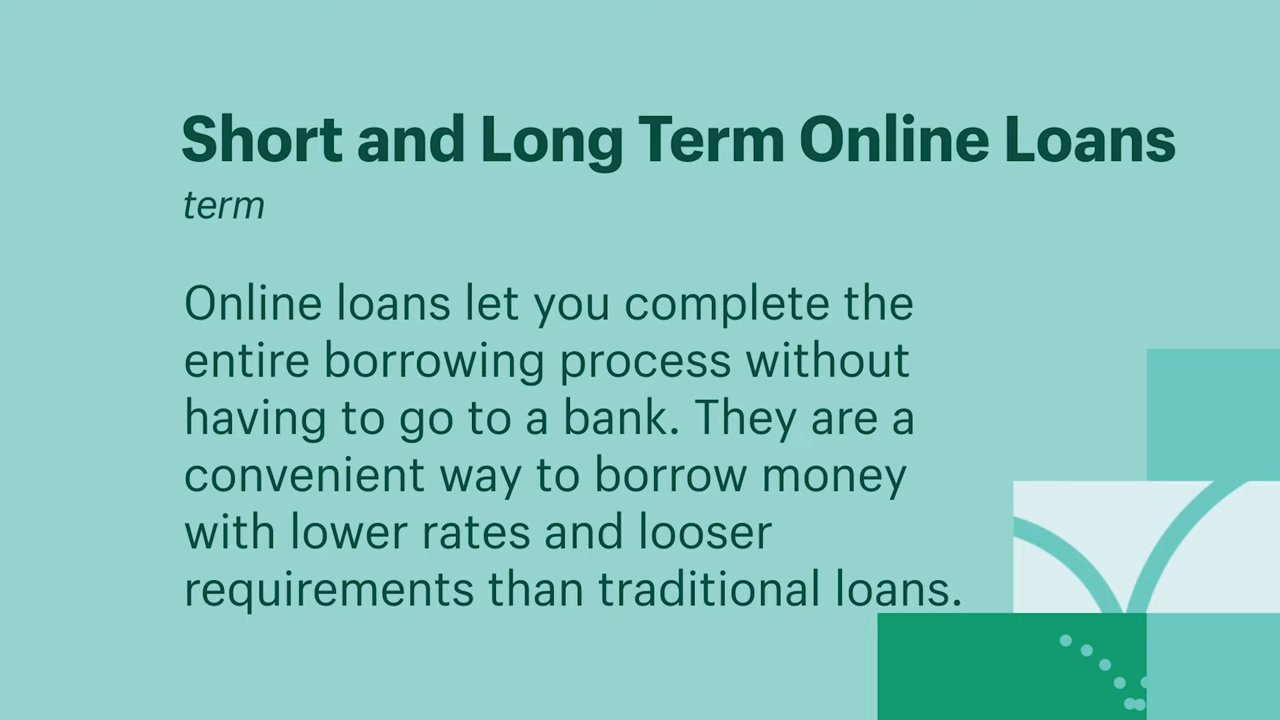 Short and Long Term Online Loans
term
Online loans let you complete the
entire borrowing process without
having to go to a bank. They are a
convenient way to borrow money
with lower rates and looser
requirements than traditional loans.